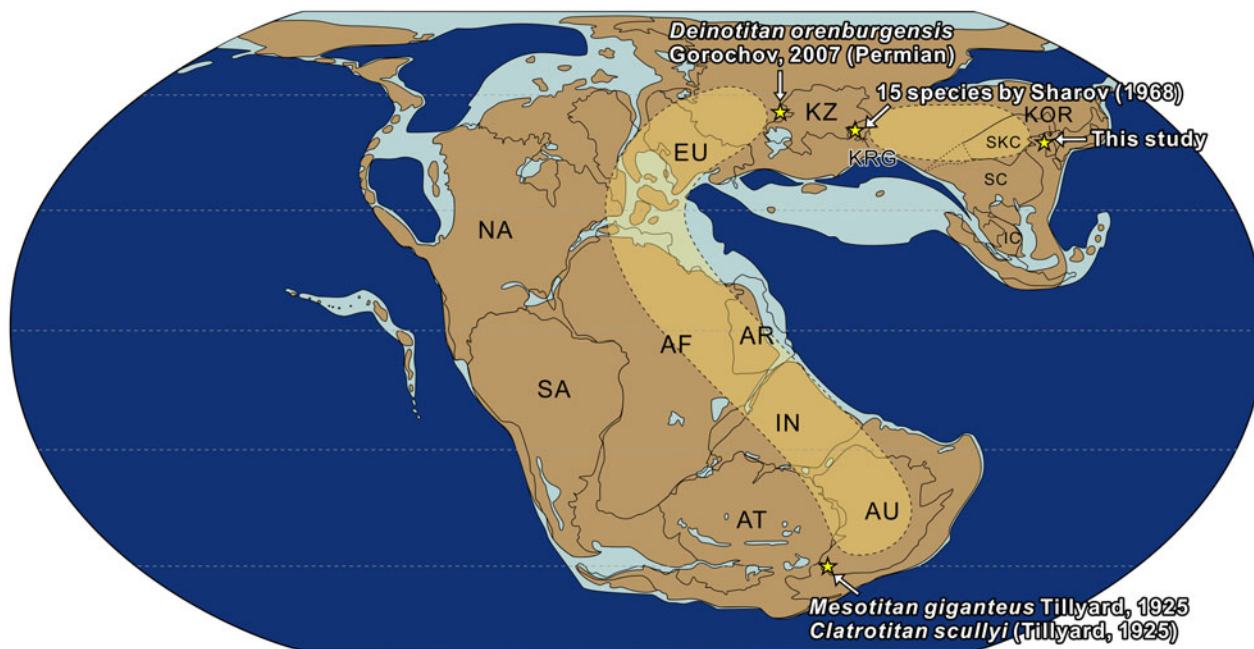 Deinotitan orenburgensis
Gorochov, 2007 (Permian)
15 species by Sharov (1968)
KZ
KOR
This study
EU
KRG
SKC
SC
NA
IC
AR
AF
SA
IN
AT
AU
Mesotitan giganteus Tillyard, 1925
Clatrotitan scullyi (Tillyard, 1925)